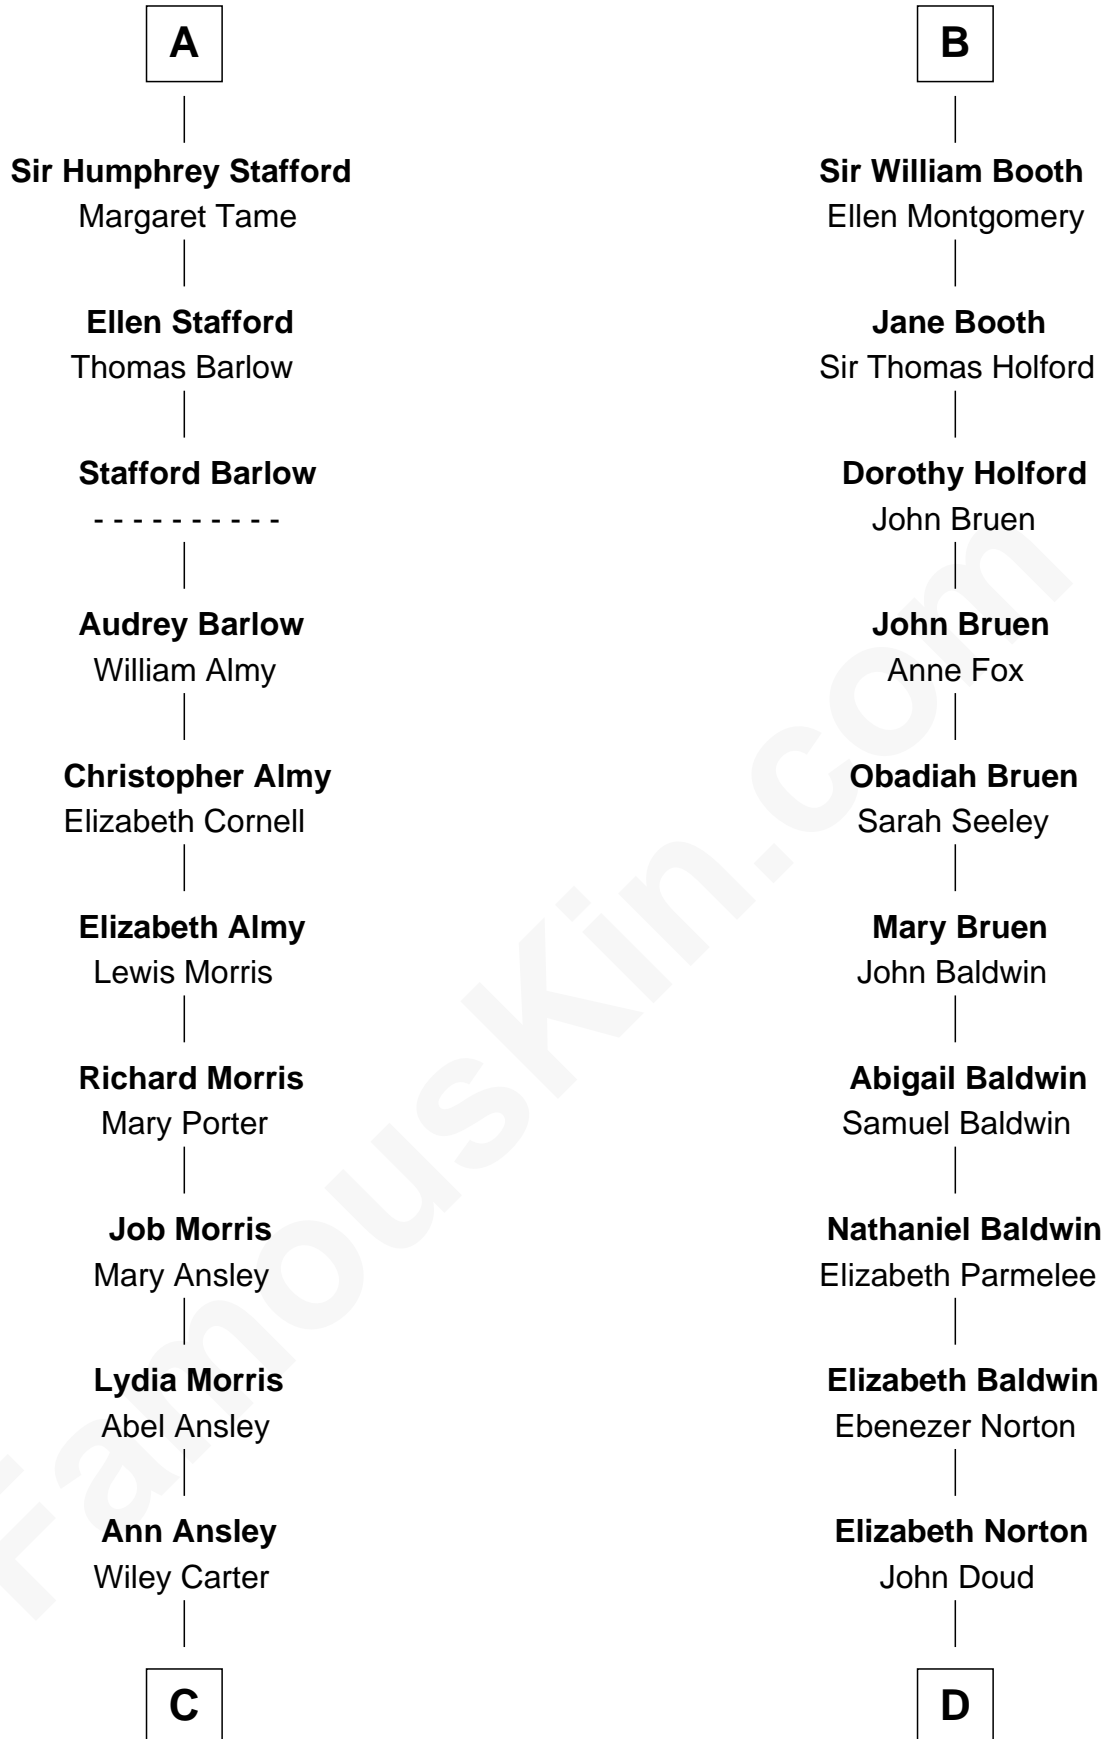 A
Sir Humphrey Stafford
Margaret Tame
Ellen Stafford
Thomas Barlow
Stafford Barlow
- - - - - - - - - -
Audrey Barlow
William Almy
Christopher Almy
Elizabeth Cornell
Elizabeth Almy
Lewis Morris
Richard Morris
Mary Porter
Job Morris
Mary Ansley
Lydia Morris
Abel Ansley
Ann Ansley
Wiley Carter
C
B
Sir William Booth
Ellen Montgomery
Jane Booth
Sir Thomas Holford
Dorothy Holford
John Bruen
John Bruen
Anne Fox
Obadiah Bruen
Sarah Seeley
Mary Bruen
John Baldwin
Abigail Baldwin
Samuel Baldwin
Nathaniel Baldwin
Elizabeth Parmelee
Elizabeth Baldwin
Ebenezer Norton
Elizabeth Norton
John Doud
D
FamousKin.com